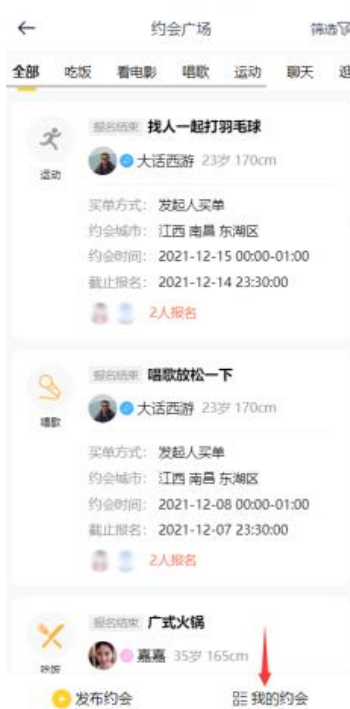 约会广场
筛选
全部 吃饭 看电影 唱歌 运动 聊天 逛
报名结束 找人一起打羽毛球
大话西游 23岁 170cm
运动
买单方式: 发起人买单
约会城市: 江西 南昌 东湖区
约会时间: 2021-12-15 00:00-01:00
截止报名: 2021-12-14 23:30:00
2人报名
报名结束 唱歌放松一下
大话西游 23岁 170cm
唱歌
买单方式: 发起人买单
约会城市: 江西 南昌 东湖区
约会时间: 2021-12-08 00:00-01:00
截止报名: 2021-12-07 23:30:00
2人报名
报名结束 广式火锅
嘉嘉 35岁 165cm
吃饭
发布约会
我的约会